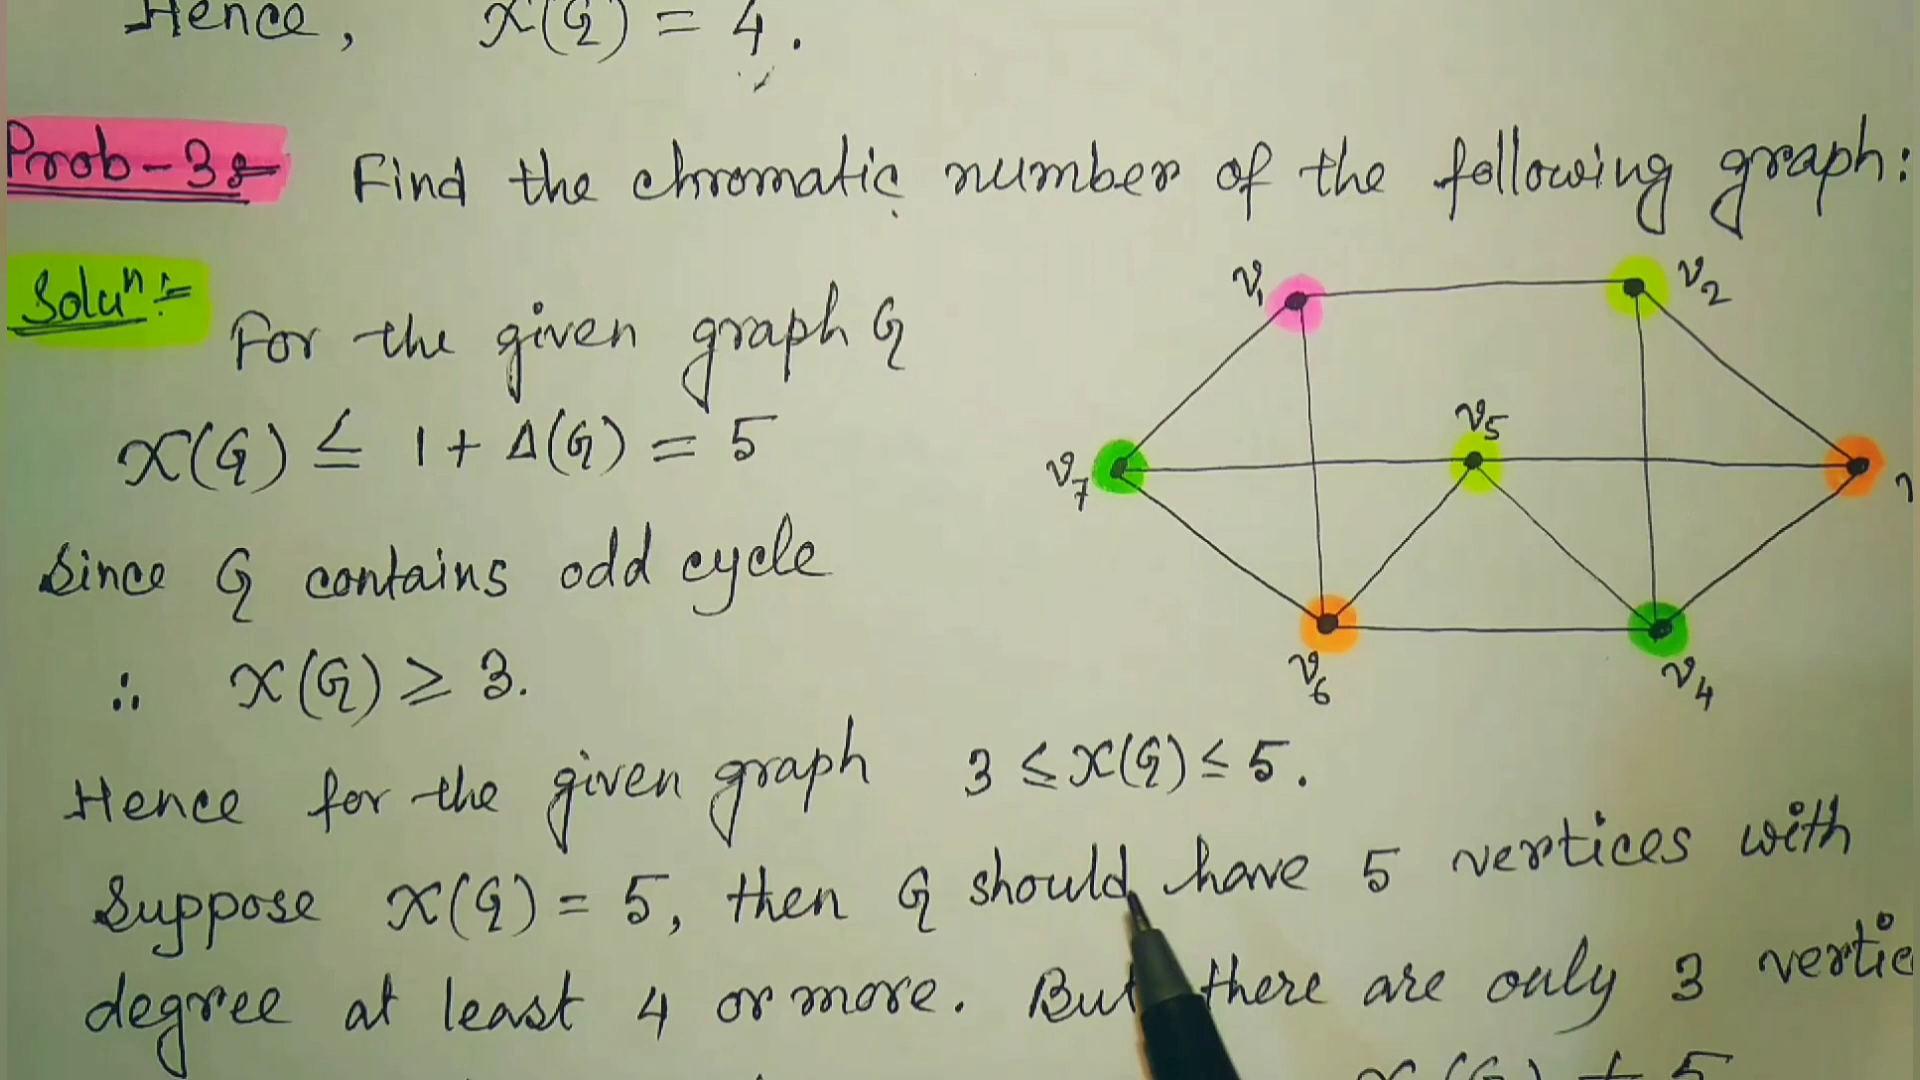 Hence, χ(G) = 4.
Prob-3:- Find the chromatic number of the following graph:
Solun:-
For the given graph G
χ(G) ≤ 1 + Δ(G) = 5
Since G contains odd cycle
∴ χ(G) ≥ 3.
v1
v2
v5
v7
v6
v4
Hence for the given graph 3 ≤ χ(G) ≤ 5.
Suppose χ(G) = 5, then G should have 5 vertices with
degree at least 4 or more. But there are only 3
χ(G) ≠ 5